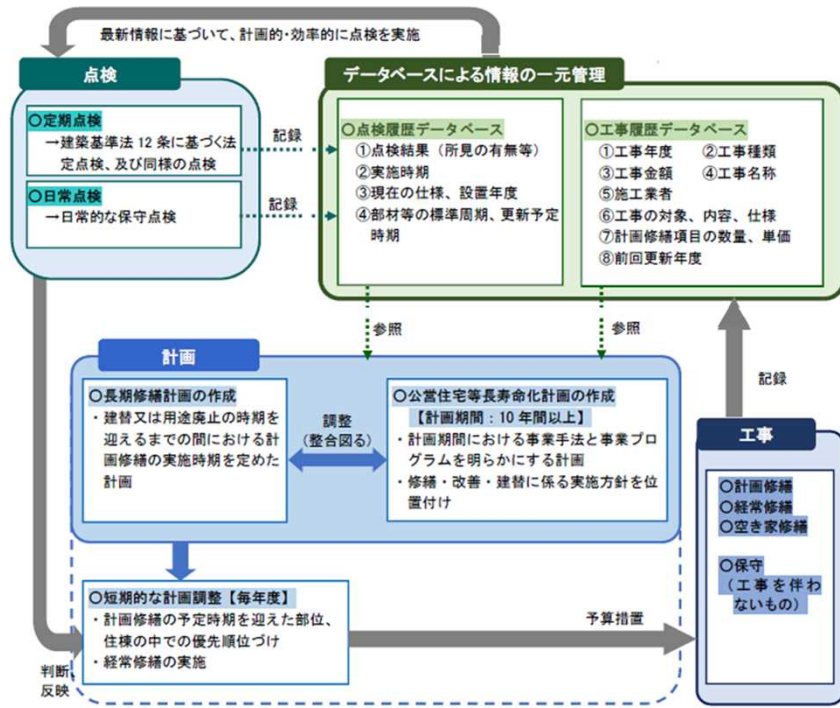 最新情報に基づいて、計画的・効率的に点検を実施
点検
〇定期点検
→建築基準法 12 条に基づく法
定点検、及び同様の点検
〇日常点検
→日常的な保守点検
記録
記録
データベースによる情報の一元管理
〇点検履歴データベース
①点検結果（所見の有無等）
②実施時期
③現在の仕様、設置年度
④部材等の標準周期、更新予定
時期
〇工事履歴データベース
①工事年度　②工事種類
③工事金額　④工事名称
⑤施工業者
⑥工事の対象、内容、仕様
⑦計画修繕項目の数量、単価
⑧前回更新年度
参照
参照
計画
〇長期修繕計画の作成
・建替又は用途廃止の時期を
迎えるまでの間における計
画修繕の実施時期を定めた
計画
調整
（整合図る）
〇公営住宅等長寿命化計画の作成
【計画期間：10 年間以上】
・計画期間における事業手法と事業プ
ログラムを明らかにする計画
・修繕・改善・建替に係る実施方針を位
置付け
記録
工事
〇計画修繕
〇経常修繕
〇空き家修繕
〇保守
（工事を伴わ
ないもの）
〇短期的な計画調整【毎年度】
・計画修繕の予定時期を迎えた部位、
住棟の中での優先順位づけ
・経常修繕の実施
予算措置
判断、
反映